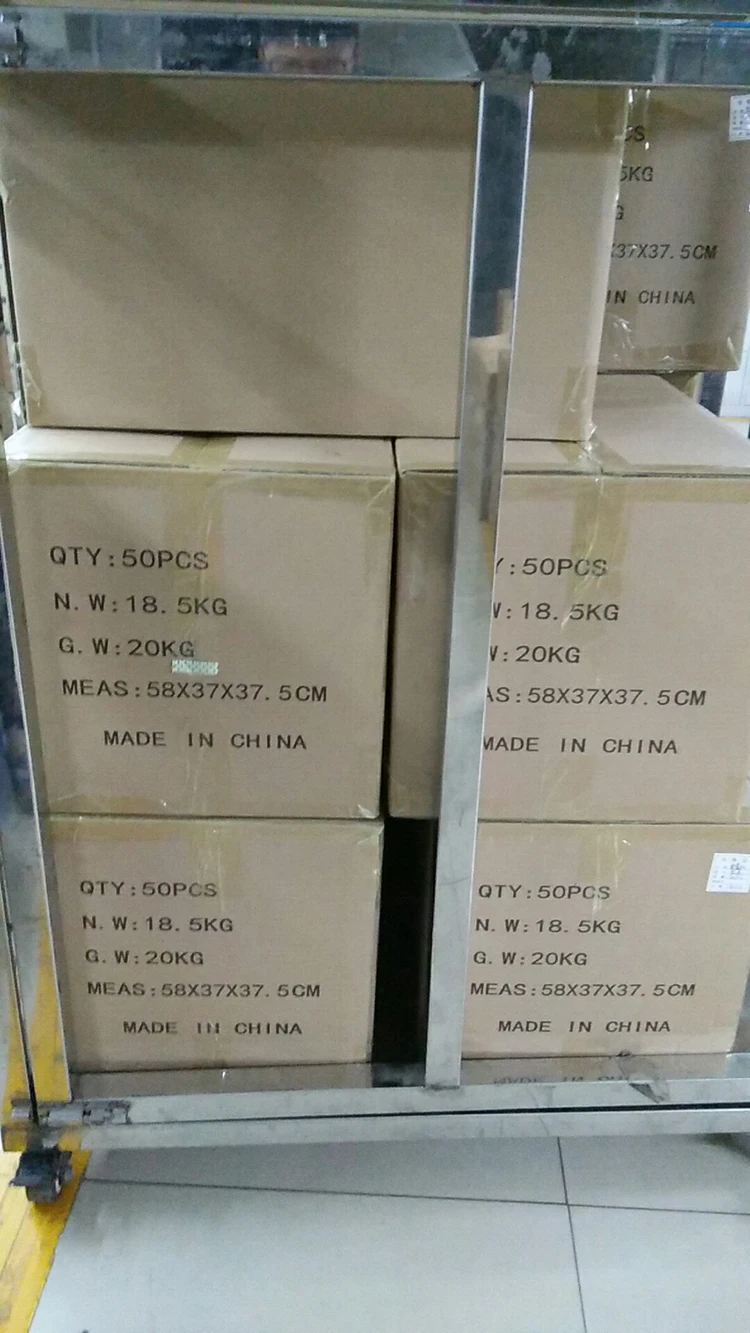 5KG
G
X37X37.5CM
IN CHINA
QTY:50PCS
N.W:18.5KG
G.W:20KG
MEAS:58X37X37.5CM
MADE IN CHINA
:50PCS
:18.5KG
:20KG
AS:58X37X37.5CM
MADE IN CHINA
QTY:50PCS
N.W:18.5KG
G.W:20KG
MEAS:58X37X37.5CM
MADE IN CHINA
QTY:50PCS
N.W:18.5KG
G.W:20KG
MEAS:58X37X37.5CM
MADE IN CHINA